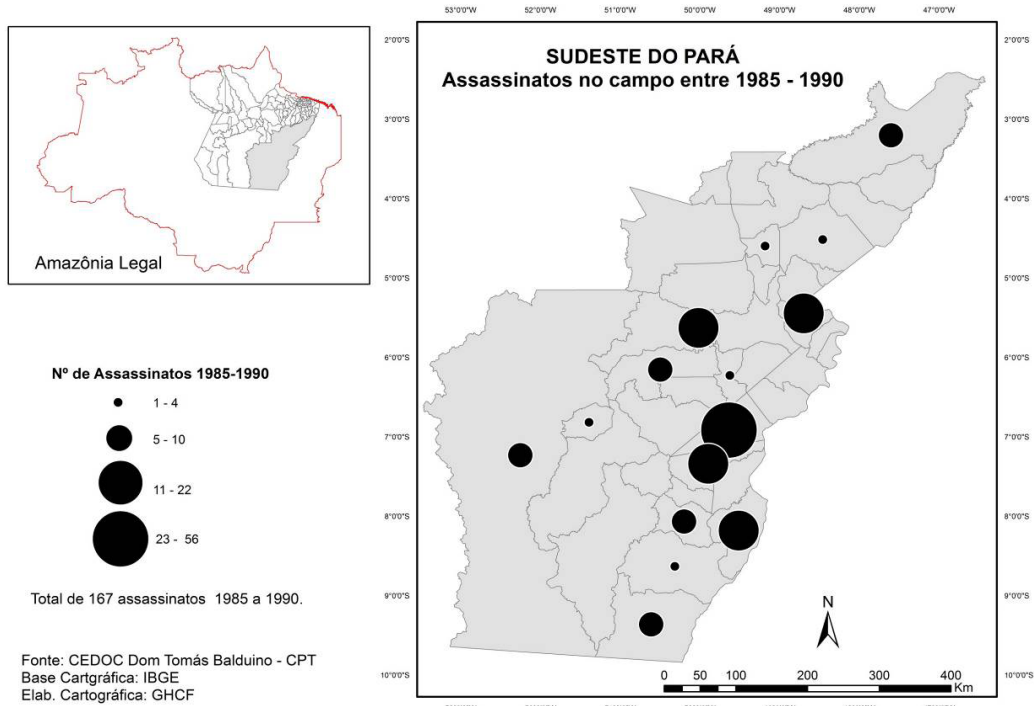 53°0'0"W 52°0'0"W 51°0'0"W 50°0'0"W 49°0'0"W 48°0'0"W 47°0'0"W
SUDESTE DO PARÁ
Assassinatos no campo entre 1985 - 1990
Amazônia Legal
2°0'0"S 2°0'0"S
3°0'0"S 3°0'0"S
4°0'0"S 4°0'0"S
5°0'0"S 5°0'0"S
6°0'0"S 6°0'0"S
7°0'0"S 7°0'0"S
8°0'0"S 8°0'0"S
9°0'0"S 9°0'0"S
10°0'0"S 10°0'0"S
Nº de Assassinatos 1985-1990
1 - 4
5 - 10
11 - 22
23 - 56
Total de 167 assassinatos 1985 a 1990.
Fonte: CEDOC Dom Tomás Balduino - CPT
Base Cartgráfica: IBGE
Elab. Cartográfica: GHCF
N
0 50 100 200 300 400
Km